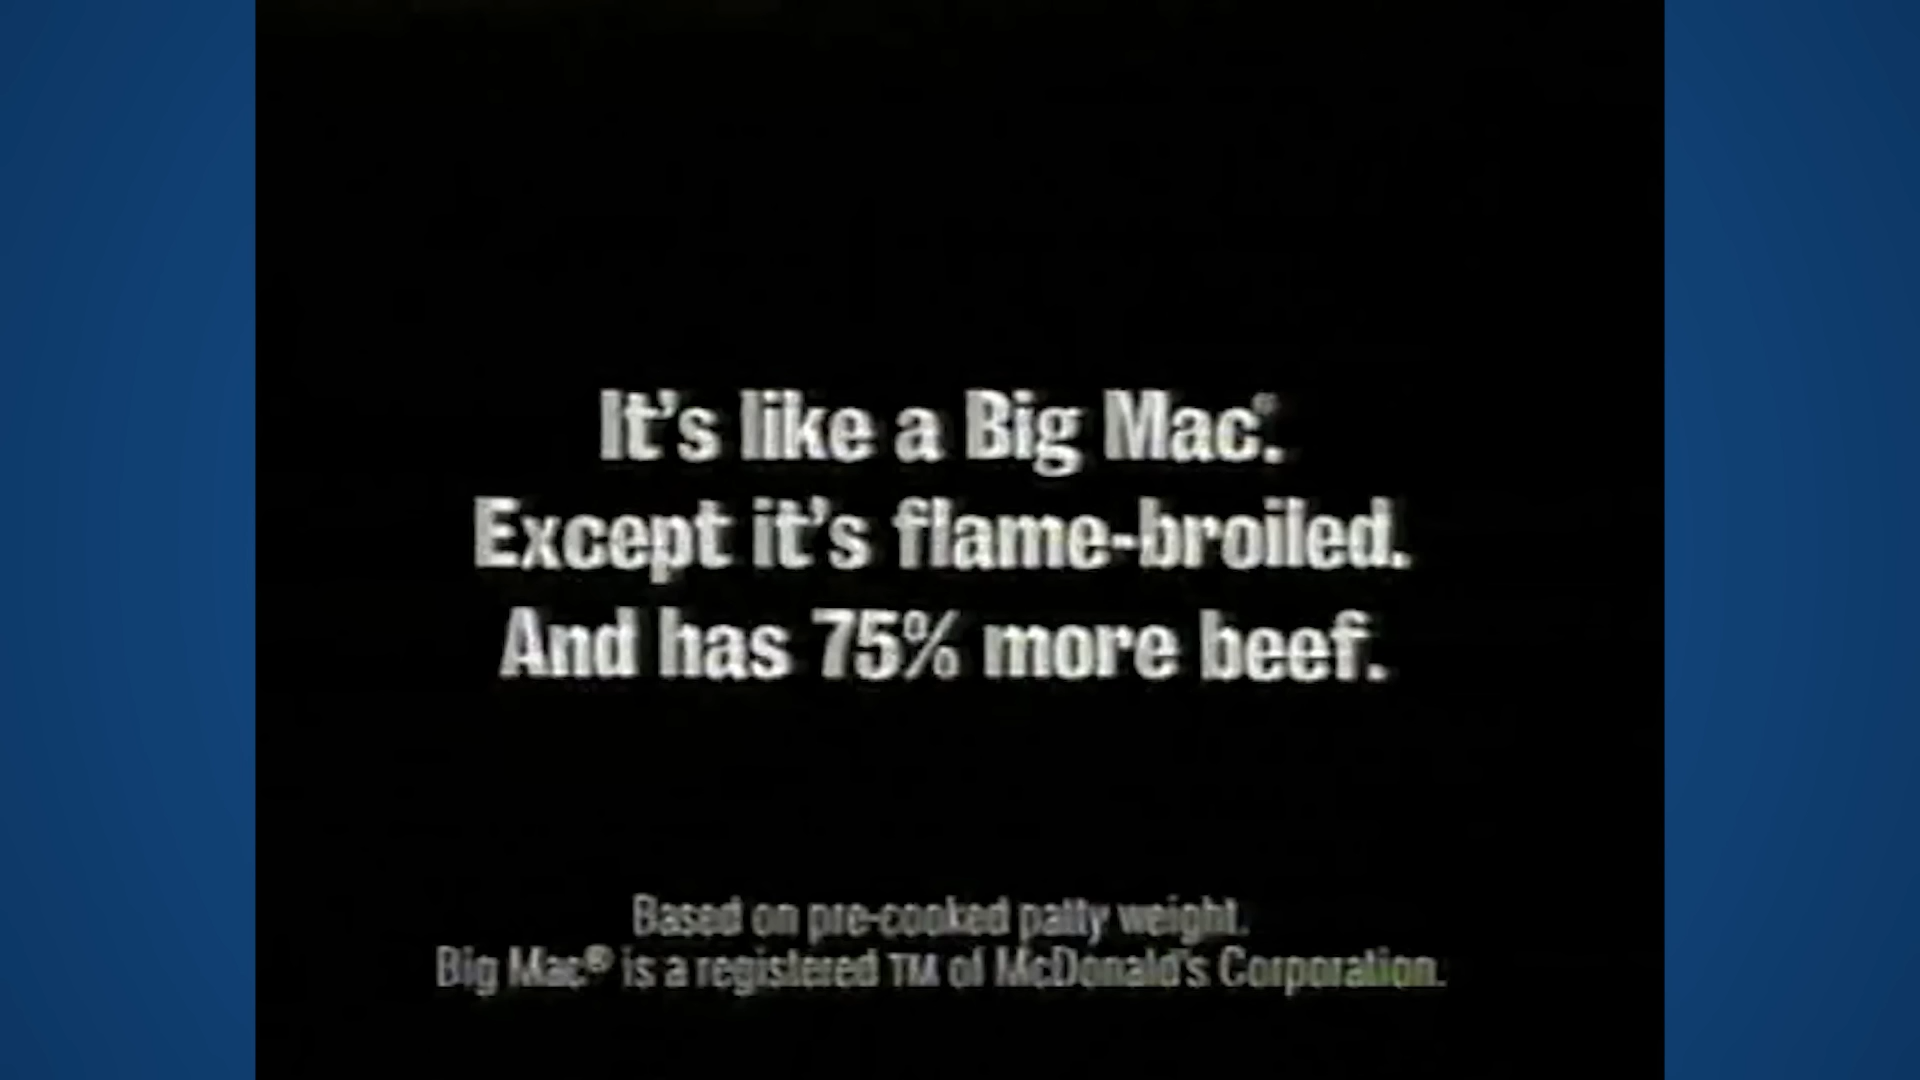 It's like a Big Mac®.
Except it's flame-broiled.
And has 75% more beef.
Based on pre-cooked patty weight.
Big Mac® is a registered TM of McDonald's Corporation.